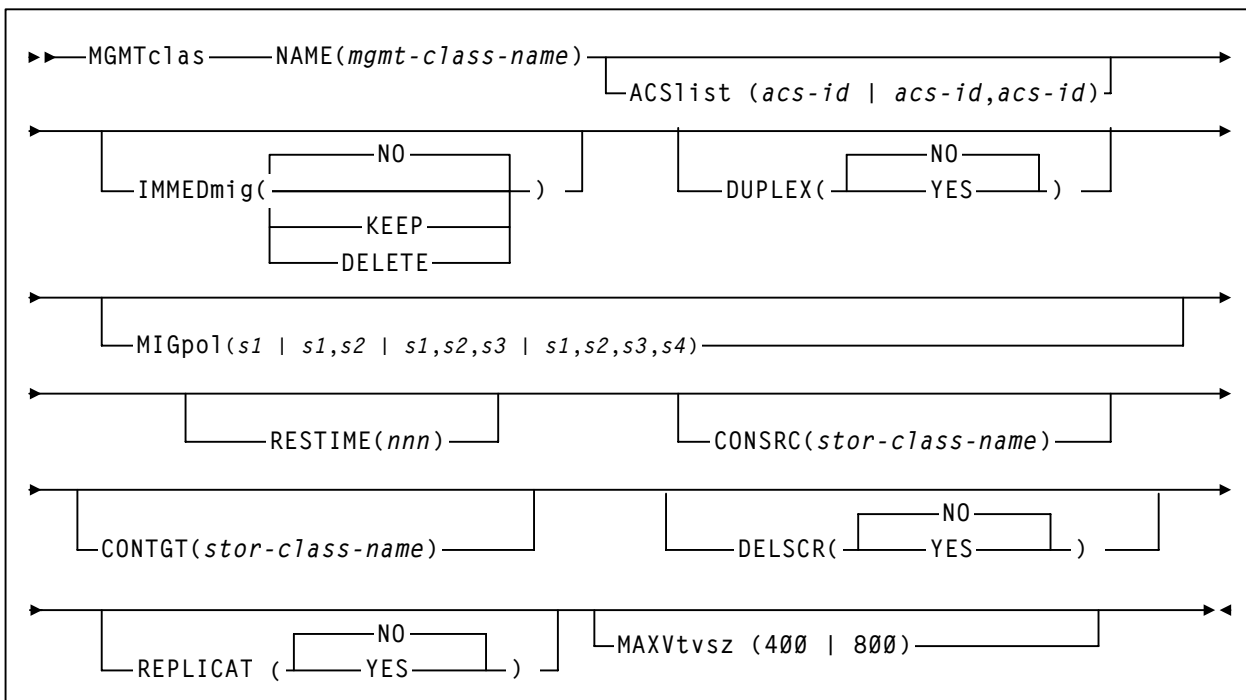 MGMTclas NAME(mgmt-class-name)
ACSlist (acs-id | acs-id,acs-id)
NO
IMMEDmig( )
KEEP
DELETE
NO
DUPLEX( YES )
MIGpol(s1 | s1,s2 | s1,s2,s3 | s1,s2,s3,s4)
RESTIME(nnn)
CONSRC(stor-class-name)
CONTGT(stor-class-name)
NO
DELSCR( YES )
NO
REPLICAT ( YES )
MAXVtvsz (4ØØ | 8ØØ)